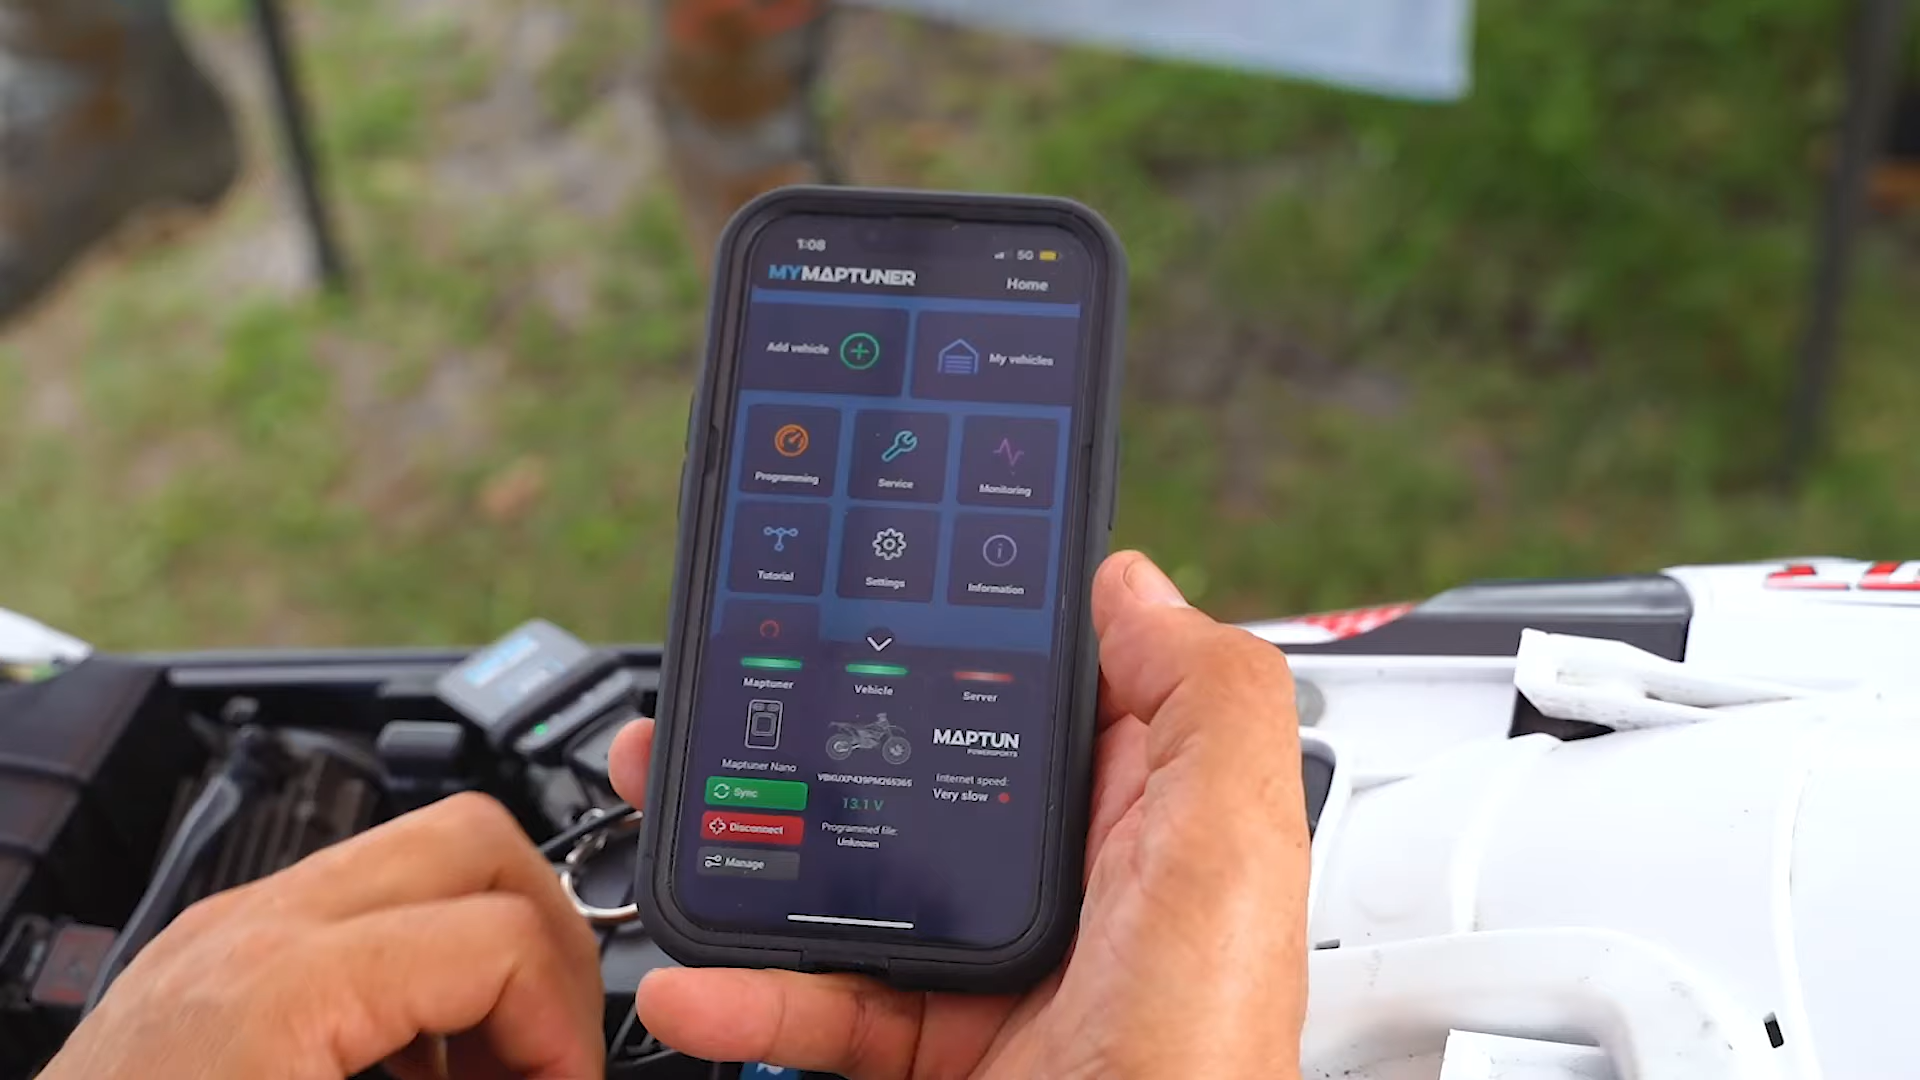 1:08
5G
MYMAPTUNER
Home
Add vehicle
My vehicles
Programming
Service
Monitoring
Tutorial
Settings
Information
Maptuner
Vehicle
Server
MAPTUN
POWERSPORTS
Maptuner Nano
Internet speed:
Very slow
Sync
13.1 V
Disconnect
Programmed file:
Unknown
Manage